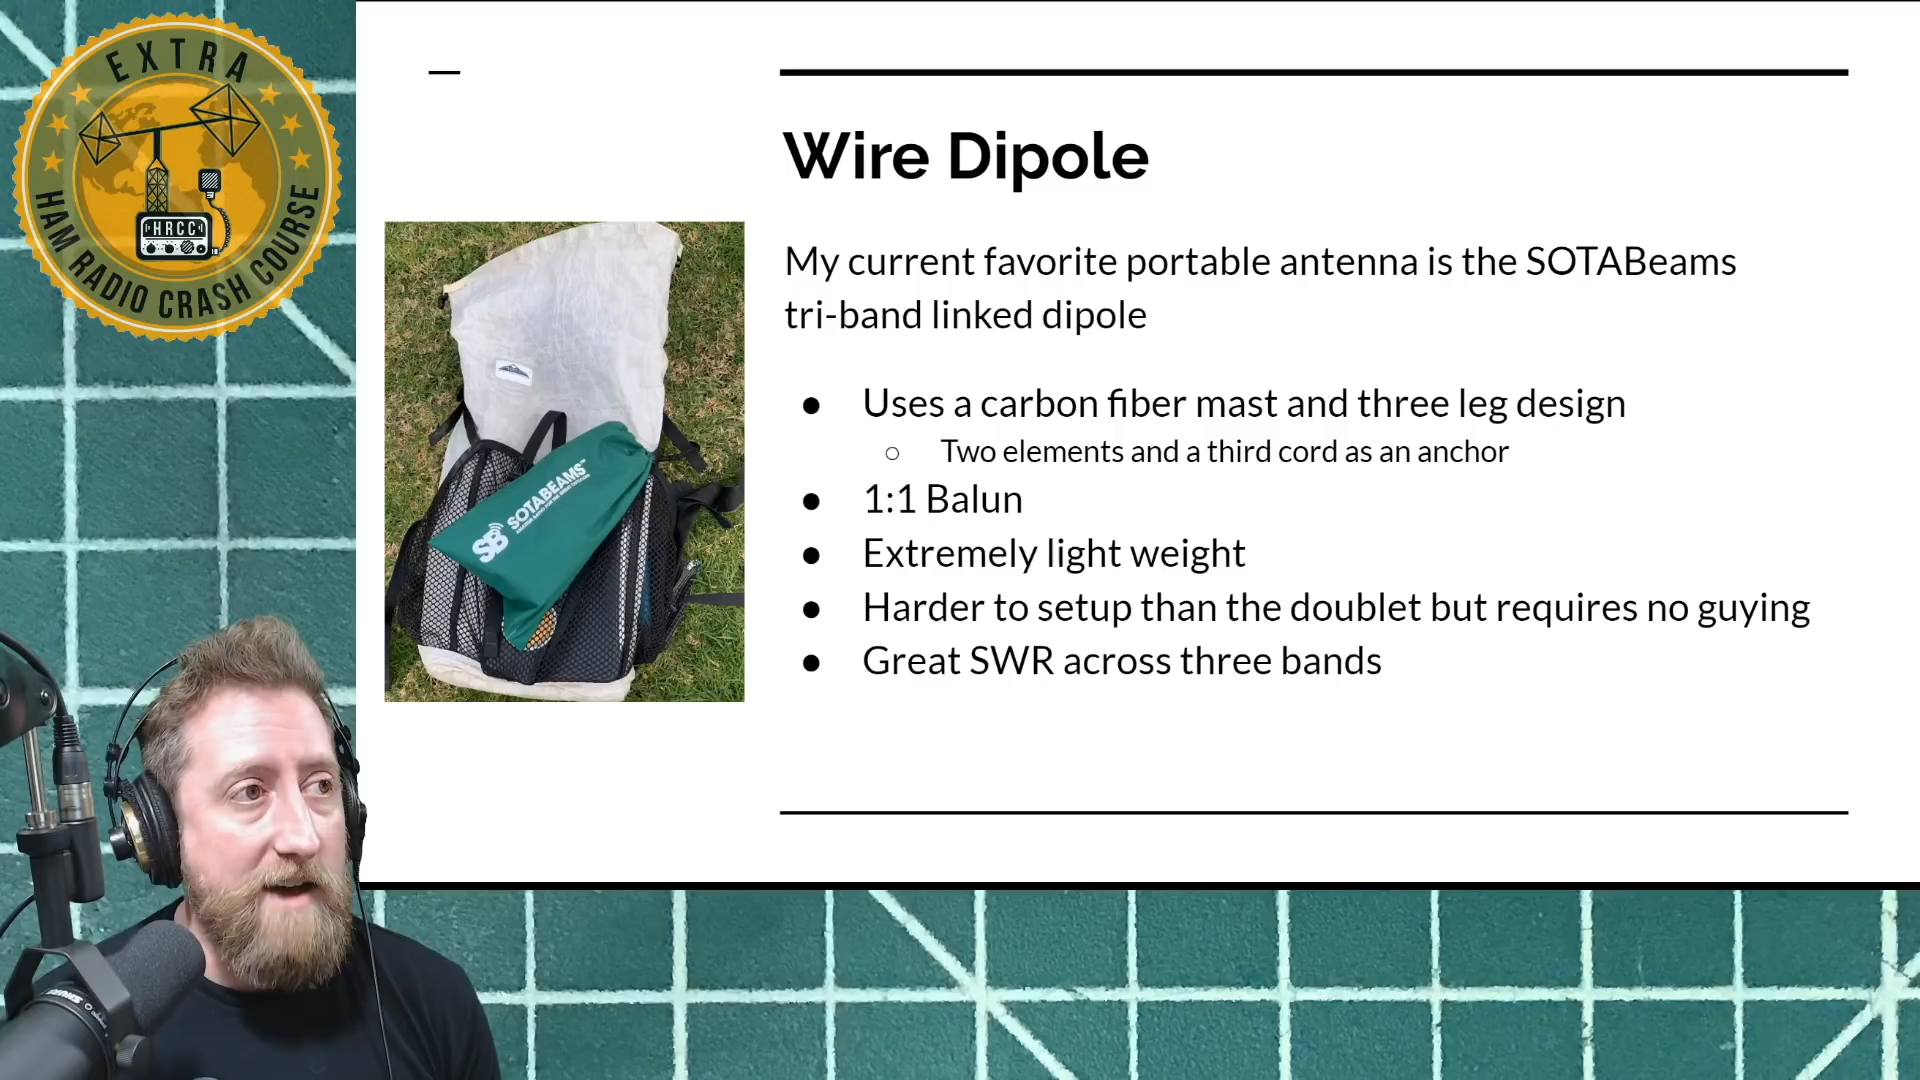 EXTRA
HRCC
HAM RADIO CRASH COURSE
Wire Dipole
My current favorite portable antenna is the SOTABeams
tri-band linked dipole
● Uses a carbon fiber mast and three leg design
○ Two elements and a third cord as an anchor
● 1:1 Balun
● Extremely light weight
● Harder to setup than the doublet but requires no guying
● Great SWR across three bands
SB SOTABEAMS